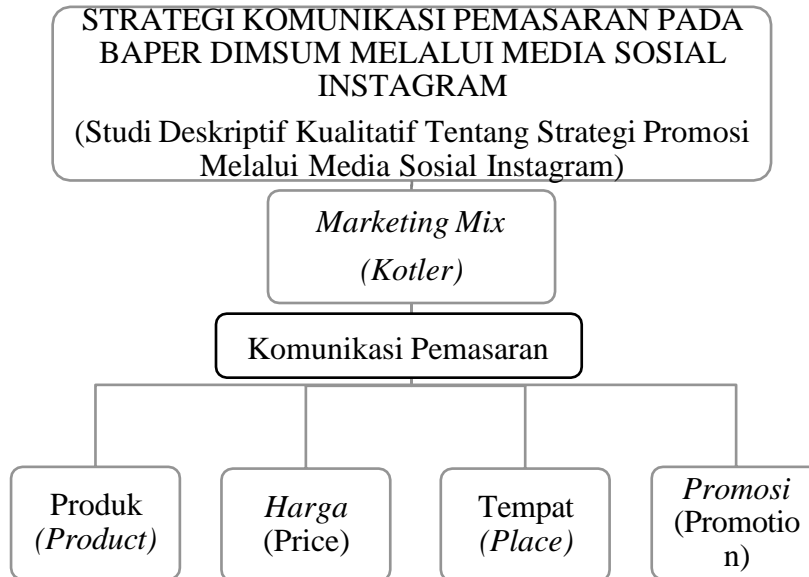 STRATEGI KOMUNIKASI PEMASARAN PADA
BAPER DIMSUM MELALUI MEDIA SOSIAL
INSTAGRAM
(Studi Deskriptif Kualitatif Tentang Strategi Promosi
Melalui Media Sosial Instagram)
Marketing Mix
(Kotler)
Komunikasi Pemasaran
Produk
(Product)
Harga
(Price)
Tempat
(Place)
Promosi
(Promotio
n)